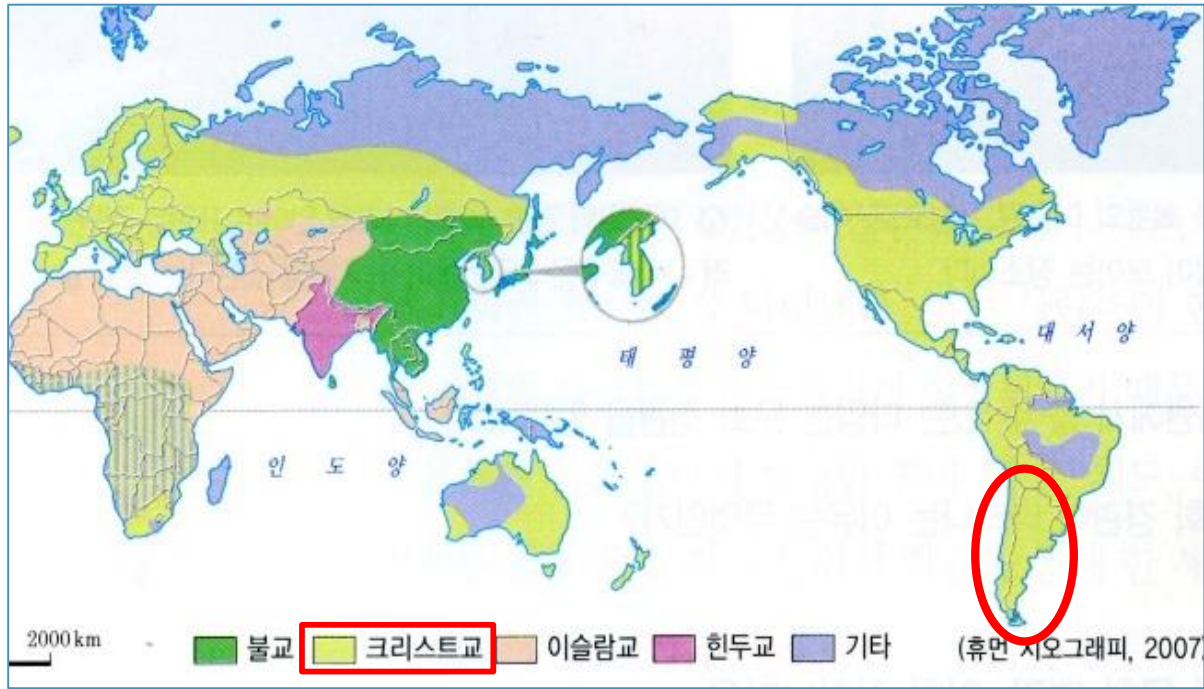 태 평 양
대 서 양
인 도 양
2000 km 불교 크리스트교 이슬람교 힌두교 기타 (휴먼 지오그래피, 2007,